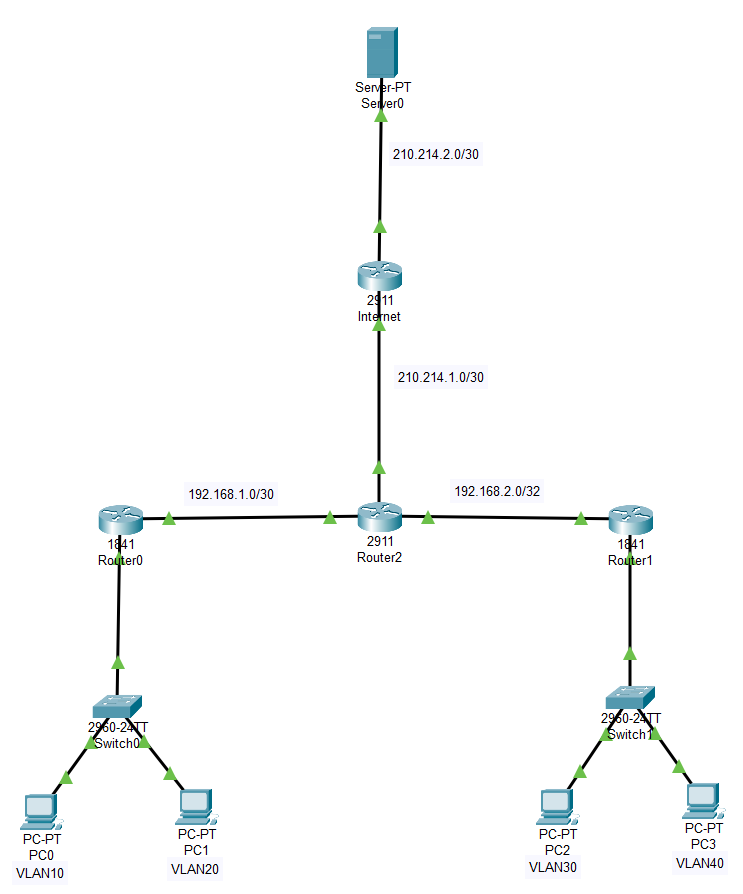 Server-PT
Server0
210.214.2.0/30
2911
Internet
210.214.1.0/30
192.168.1.0/30
192.168.2.0/32
1841
Router0
2911
Router2
1841
Router1
2960-24TT
Switch0
2960-24TT
Switch1
PC-PT
PC0
VLAN10
PC-PT
PC1
VLAN20
PC-PT
PC2
VLAN30
PC-PT
PC3
VLAN40